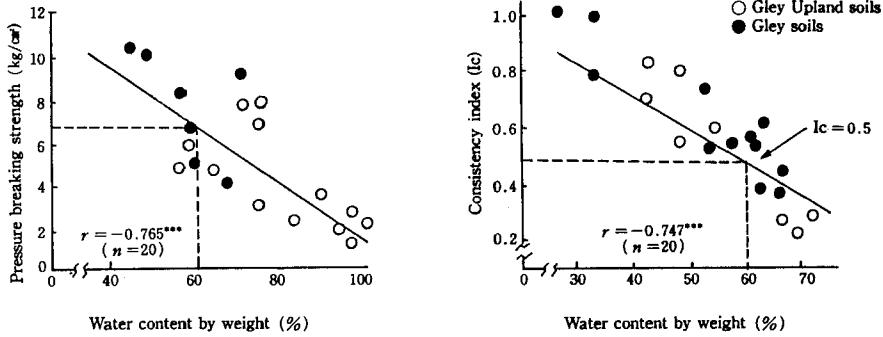 Pressure breaking strength (kg/cm²)
12
10
8
6
4
2
0
r = −0.765***
( n = 20)
0
40
60
80
100
Water content by weight (%)
○ Gley Upland soils
● Gley soils
Consistency index (Ic)
1.0
0.8
0.6
0.4
0.2
0
Ic = 0.5
r = −0.747***
( n = 20)
0
30
40
50
60
70
Water content by weight (%)